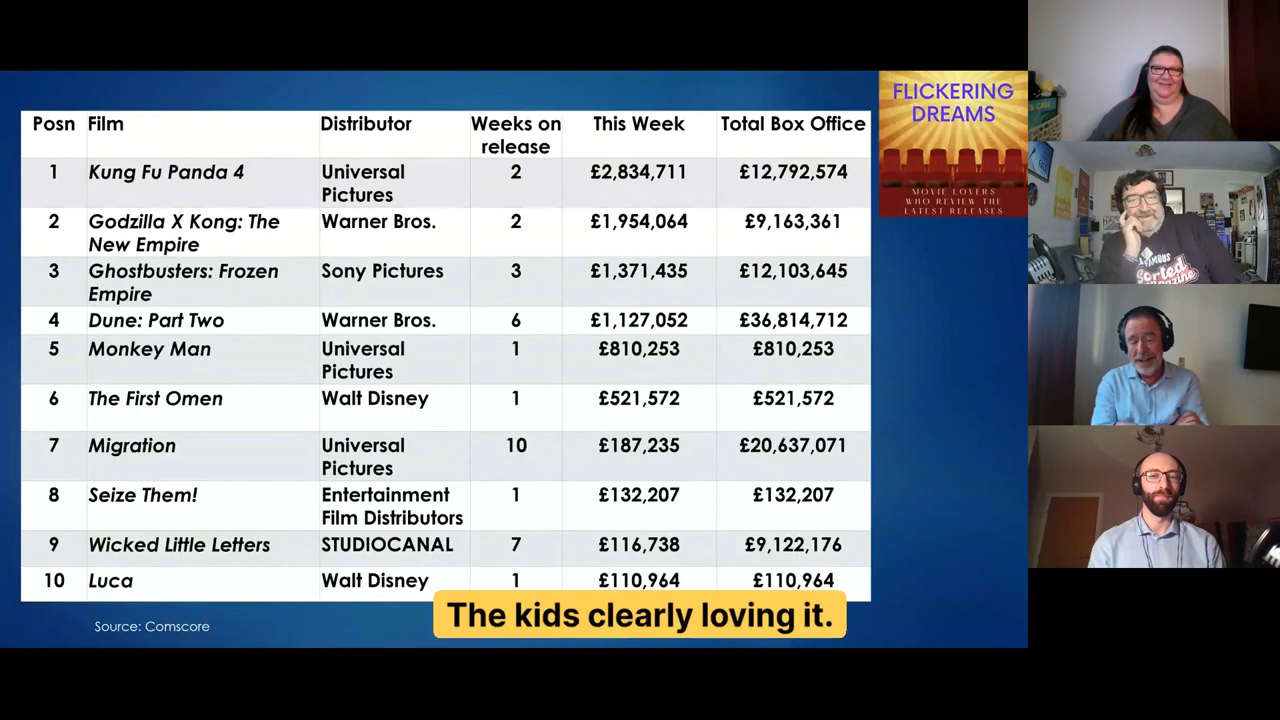 Posn Film Distributor Weeks on release This Week Total Box Office
1 Kung Fu Panda 4 Universal Pictures 2 £2,834,711 £12,792,574
2 Godzilla X Kong: The New Empire Warner Bros. 2 £1,954,064 £9,163,361
3 Ghostbusters: Frozen Empire Sony Pictures 3 £1,371,435 £12,103,645
4 Dune: Part Two Warner Bros. 6 £1,127,052 £36,814,712
5 Monkey Man Universal Pictures 1 £810,253 £810,253
6 The First Omen Walt Disney 1 £521,572 £521,572
7 Migration Universal Pictures 10 £187,235 £20,637,071
8 Seize Them! Entertainment Film Distributors 1 £132,207 £132,207
9 Wicked Little Letters STUDIOCANAL 7 £116,738 £9,122,176
10 Luca Walt Disney 1 £110,964 £110,964
The kids clearly loving it.
Source: Comscore
FLICKERING
DREAMS
MOVIE LOVERS
WHO REVIEW THE
LATEST RELEASES